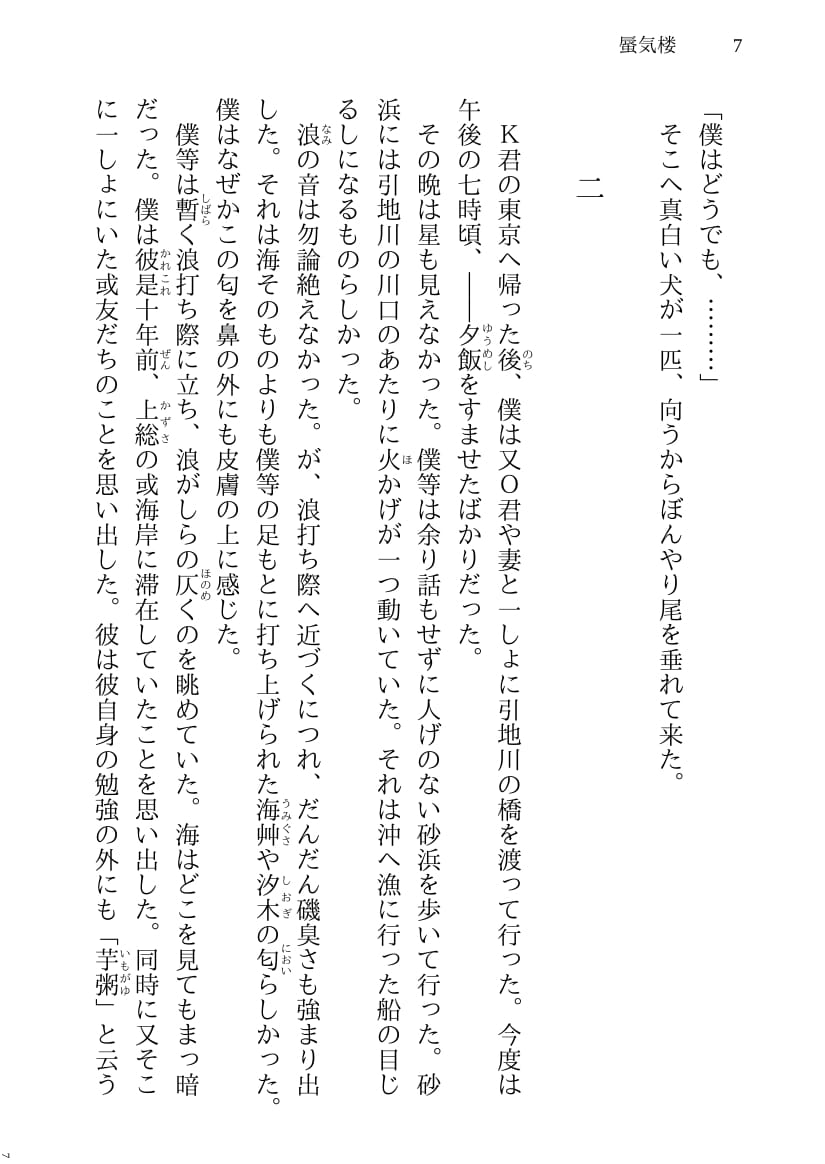 蜃気楼 7
「僕はどうでも、………」
そこへ真白い犬が一匹、向うからぼんやり尾を垂れて来た。
二
K君の東京へ帰った後、僕は又O君や妻と一しょに引地川の橋を渡って行った。今度は
午後の七時頃、――夕飯をすませたばかりだった。
その晩は星も見えなかった。僕等は余り話もせずに人げのない砂浜を歩いて行った。砂
浜には引地川の川口のあたりに火かげが一つ動いていた。それは沖へ漁に行った船の目じ
るしになるものらしかった。
浪の音は勿論絶えなかった。が、浪打ち際へ近づくにつれ、だんだん磯臭さも強まり出
した。それは海そのものよりも僕等の足もとに打ち上げられた海艸や汐木の匂らしかった。
僕はなぜかこの匂を鼻の外にも皮膚の上に感じた。
僕等は暫く浪打ち際に立ち、浪がしらの仄くのを眺めていた。海はどこを見てもまっ暗
だった。僕は彼是十年前、上総の或海岸に滞在していたことを思い出した。同時に又そこ
に一しょにいた或友だちのことを思い出した。彼は彼自身の勉強の外にも「芋粥」と云う
7